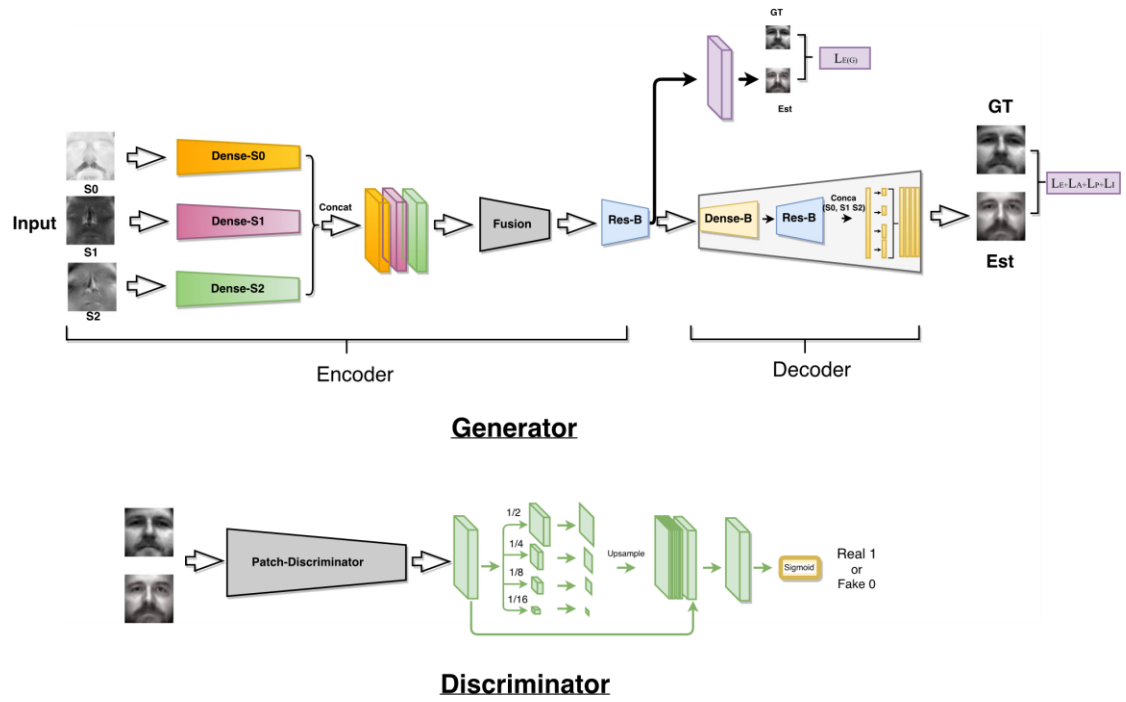 GT
L E(G)
Est
GT
S0
Dense-S0
Input
S1
Dense-S1
Concat
Fusion
Res-B
Dense-B
Res-B
Conca
(S0, S1 S2)
LE+LA+LP+LI
Est
S2
Dense-S2
Encoder
Decoder
Generator
Patch-Discriminator
1/2
1/4
1/8
1/16
Upsample
Sigmoid
Real 1
or
Fake 0
Discriminator